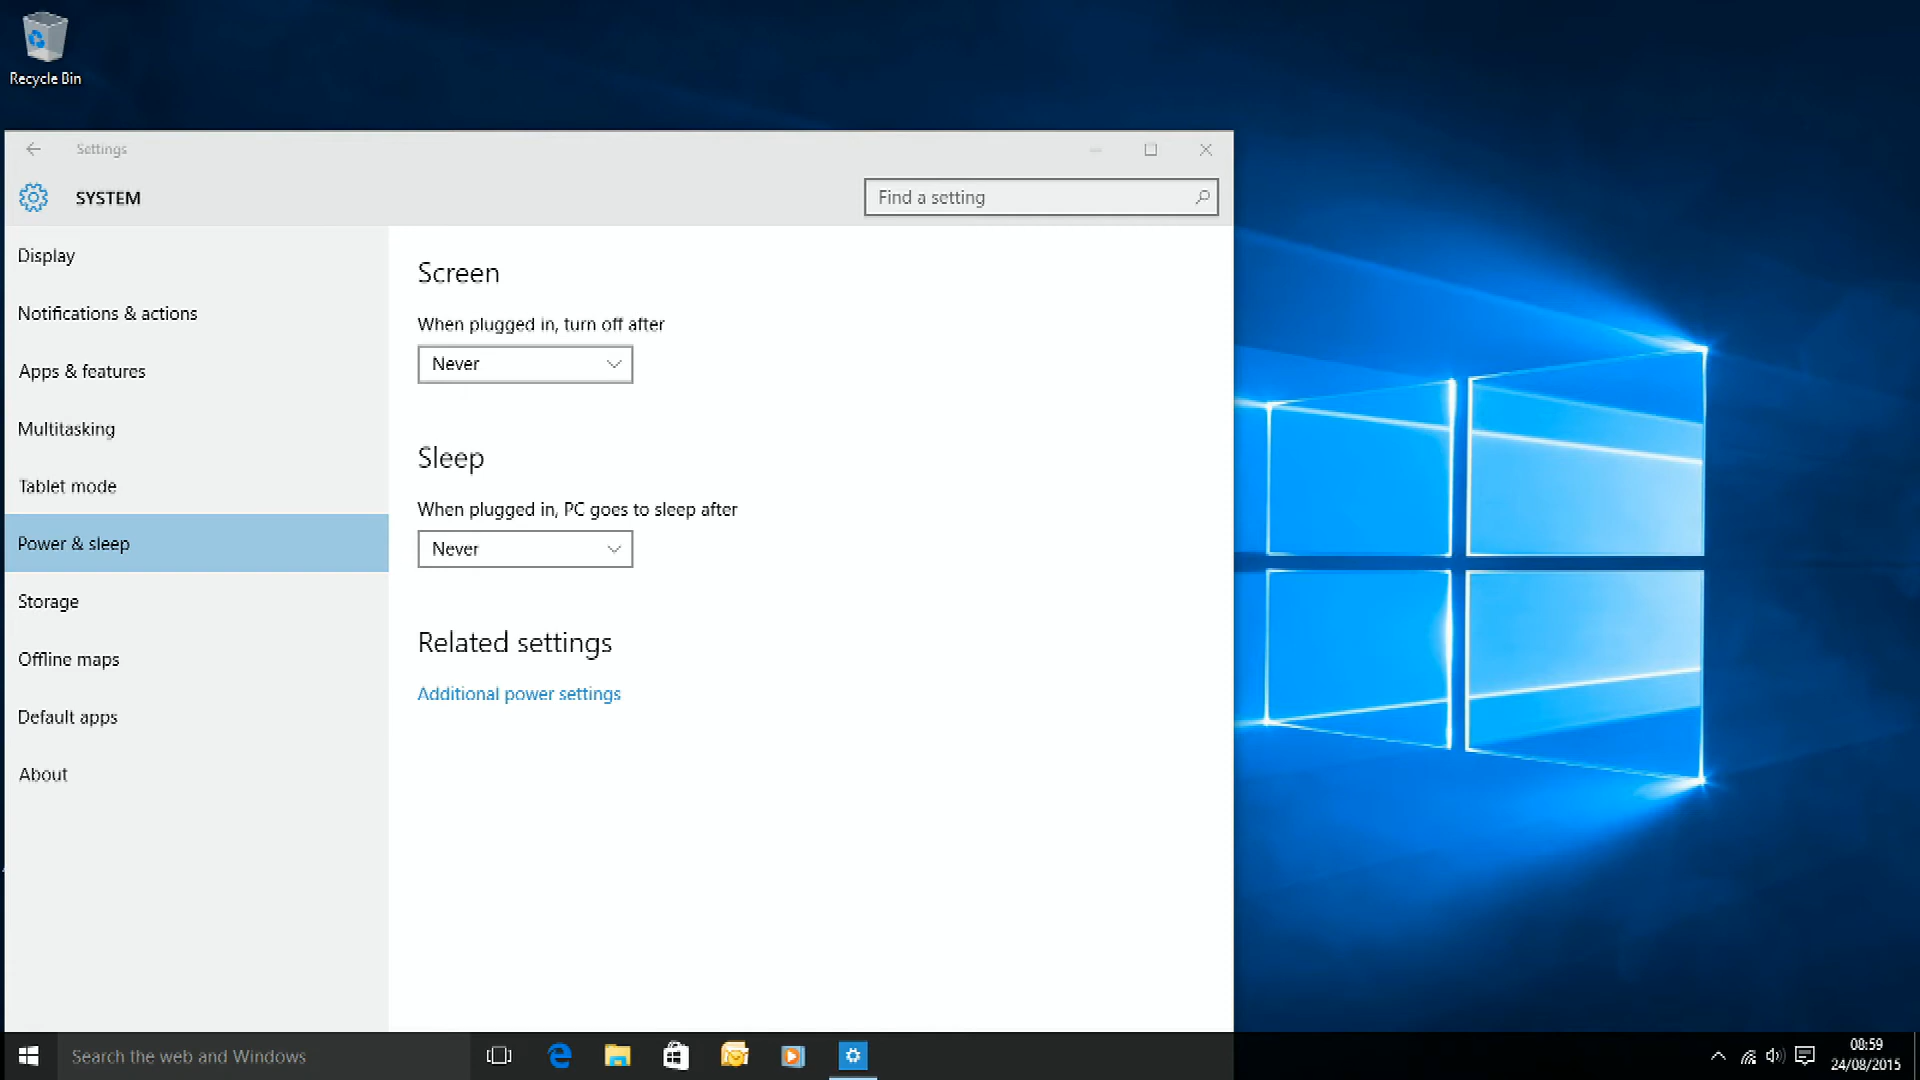 Recycle Bin
Settings
SYSTEM
Find a setting
Display
Notifications & actions
Apps & features
Multitasking
Tablet mode
Power & sleep
Storage
Offline maps
Default apps
About
Screen
When plugged in, turn off after
Never
Sleep
When plugged in, PC goes to sleep after
Never
Related settings
Additional power settings
Search the web and Windows
08:59
24/08/2015